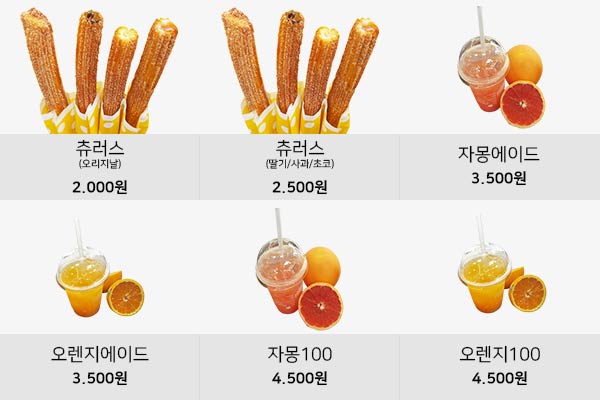 츄러스
(오리지날)
2.000원
츄러스
(딸기/사과/초코)
2.500원
자몽에이드
3.500원
오렌지에이드
3.500원
자몽100
4.500원
오렌지100
4.500원